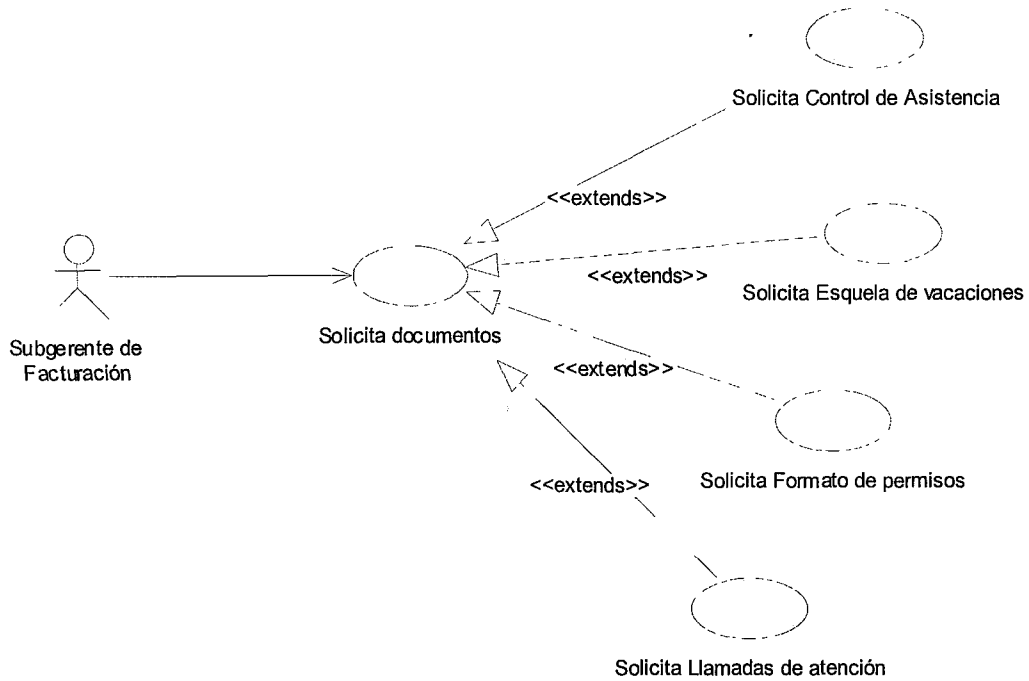 Solicita Control de Asistencia
<<extends>>
<<extends>>
Solicita Esquela de vacaciones
Solicita documentos
Subgerente de
Facturación
<<extends>>
Solicita Formato de permisos
<<extends>>
Solicita Llamadas de atención